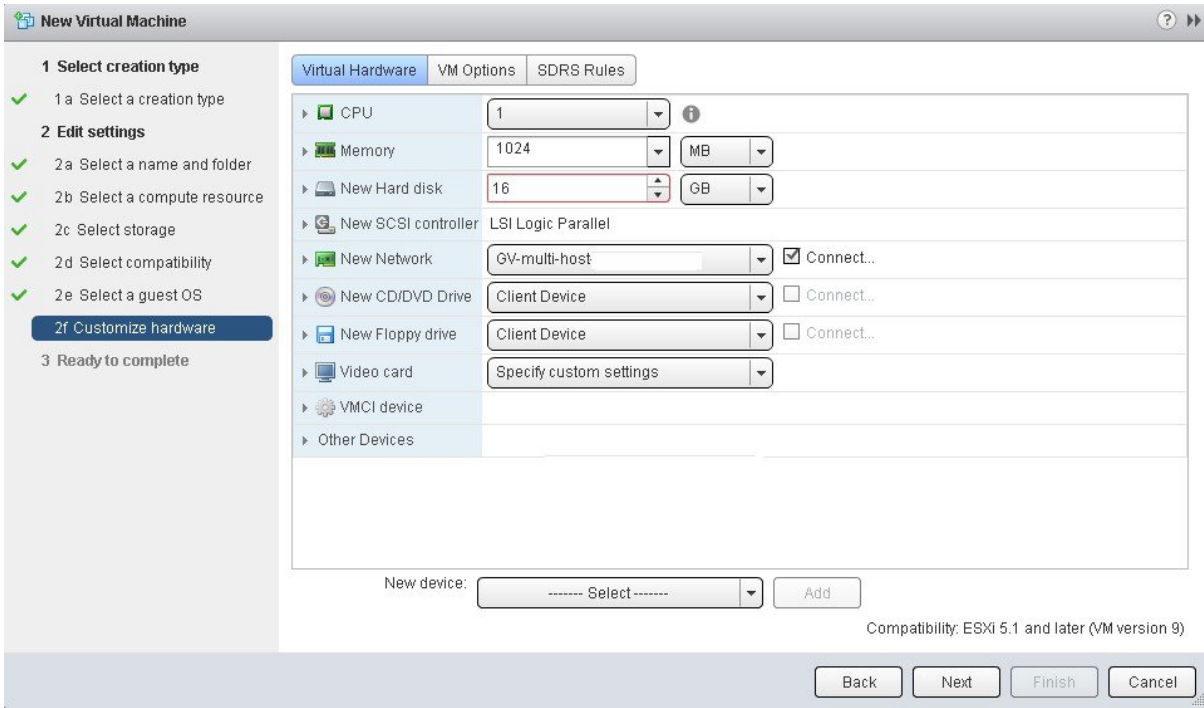 New Virtual Machine
1 Select creation type
1a Select a creation type
2 Edit settings
2a Select a name and folder
2b Select a compute resource
2c Select storage
2d Select compatibility
2e Select a guest OS
2f Customize hardware
3 Ready to complete
Virtual Hardware VM Options SDRS Rules
CPU 1
Memory 1024 MB
New Hard disk 16 GB
New SCSI controller LSI Logic Parallel
New Network GV-multi-host Connect...
New CD/DVD Drive Client Device Connect...
New Floppy drive Client Device Connect...
Video card Specify custom settings
VMCI device
Other Devices
New device: ------- Select ------- Add
Compatibility: ESXi 5.1 and later (VM version 9)
Back Next Finish Cancel